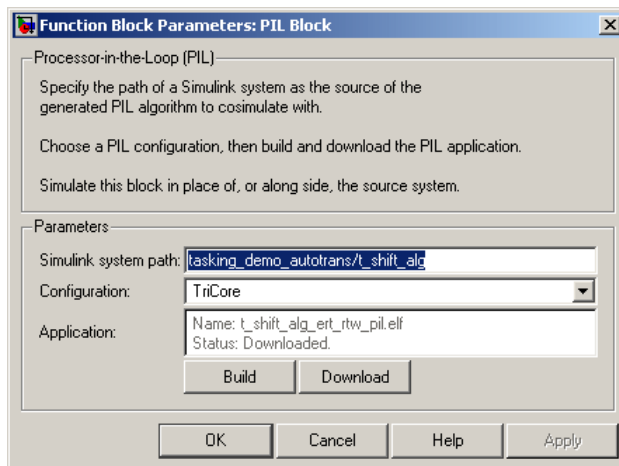 Function Block Parameters: PIL Block
Processor-in-the-Loop (PIL)
Specify the path of a Simulink system as the source of the
generated PIL algorithm to cosimulate with.
Choose a PIL configuration, then build and download the PIL application.
Simulate this block in place of, or along side, the source system.
Parameters
Simulink system path: tasking_demo_autotrans/t_shift_alg
Configuration: TriCore
Application: Name: t_shift_alg_ert_rtw_pil.elf
Status: Downloaded.
Build Download
OK Cancel Help Apply